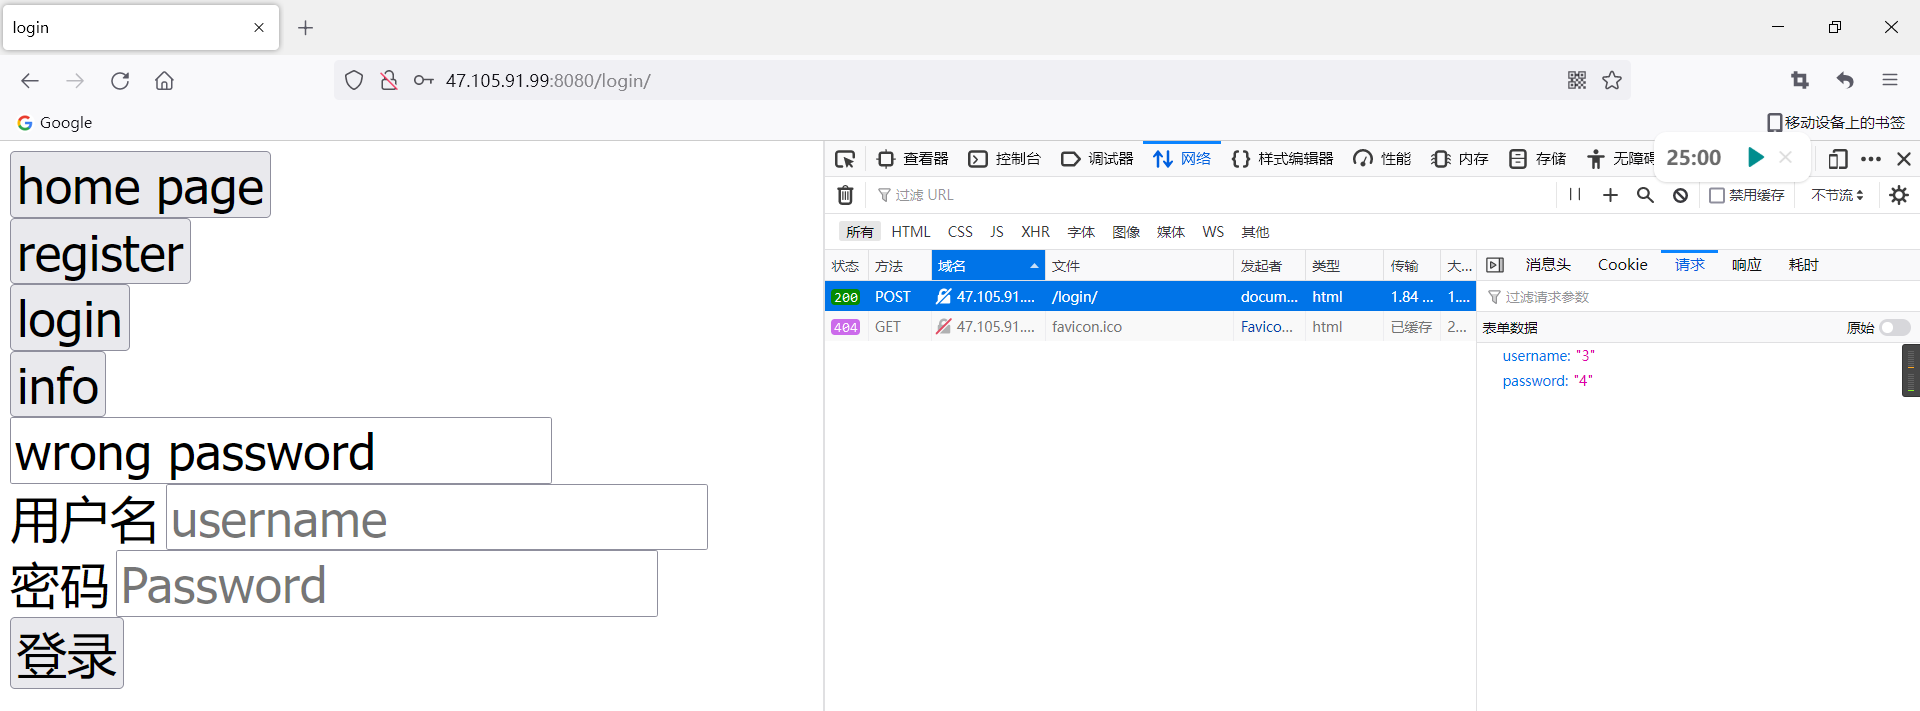 login
47.105.91.99:8080/login/
Google
移动设备上的书签
home page
register
login
info
wrong password
用户名 username
密码 Password
登录
查看器 控制台 调试器 网络 样式编辑器 性能 内存 存储 无障碍
25:00
过滤 URL
禁用缓存 不节流
所有 HTML CSS JS XHR 字体 图像 媒体 WS 其他
状态 方法 域名 文件 发起者 类型 传输 大...
200 POST 47.105.91.... /login/ docum... html 1.84 ... 1....
404 GET 47.105.91.... favicon.ico Favico... html 已缓存 2...
消息头 Cookie 请求 响应 耗时
过滤请求参数
表单数据 原始
username: "3"
password: "4"